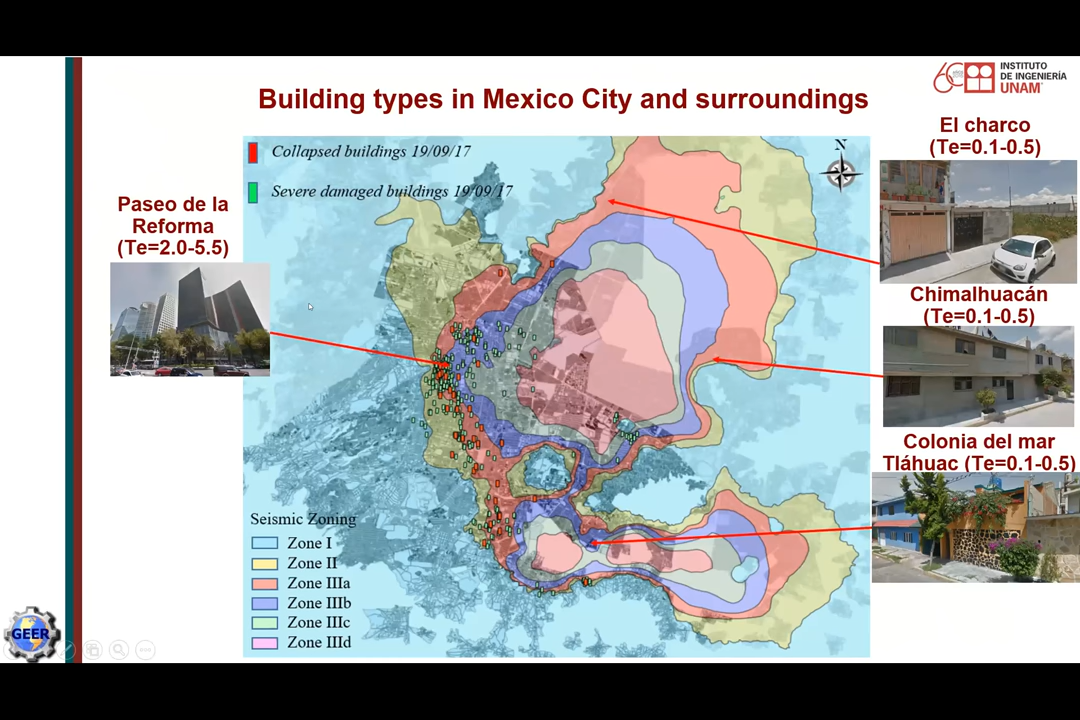 Building types in Mexico City and surroundings
INSTITUTO
DE INGENIERÍA
UNAM
60
Collapsed buildings 19/09/17
Severe damaged buildings 19/09/17
N
Paseo de la
Reforma
(Te=2.0-5.5)
El charco
(Te=0.1-0.5)
Chimalhuacán
(Te=0.1-0.5)
Colonia del mar
Tláhuac (Te=0.1-0.5)
Seismic Zoning
Zone I
Zone II
Zone IIIa
Zone IIIb
Zone IIIc
Zone IIId
GEER